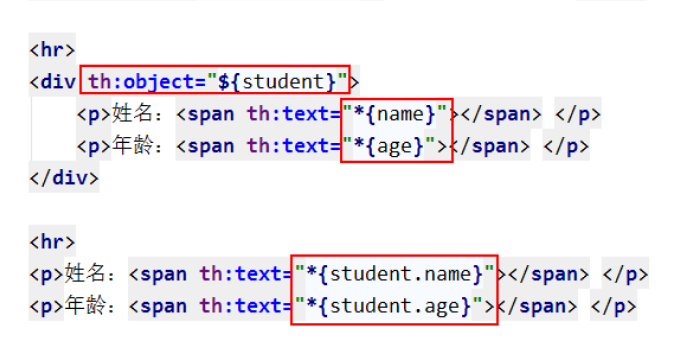 <hr>
<div th:object="${student}">
<p>姓名：<span th:text="*{name}"></span> </p>
<p>年龄：<span th:text="*{age}"></span> </p>
</div>
<hr>
<p>姓名：<span th:text="*{student.name}"></span> </p>
<p>年龄：<span th:text="*{student.age}"></span> </p>